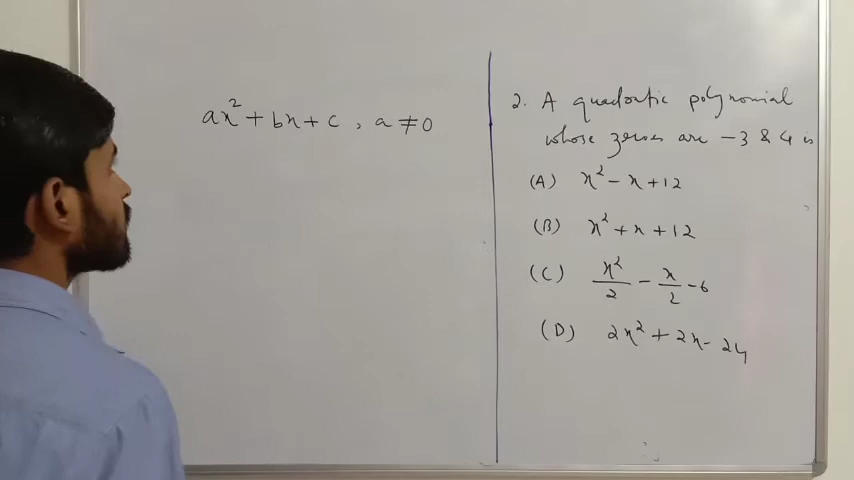 ax² + bx + c, a ≠ 0
2. A quadratic polynomial
whose zeroes are -3 & 4 is
(A) x² - x + 12
(B) x² + x + 12
(C) x²/2 - x/2 - 6
(D) 2x² + 2x - 24